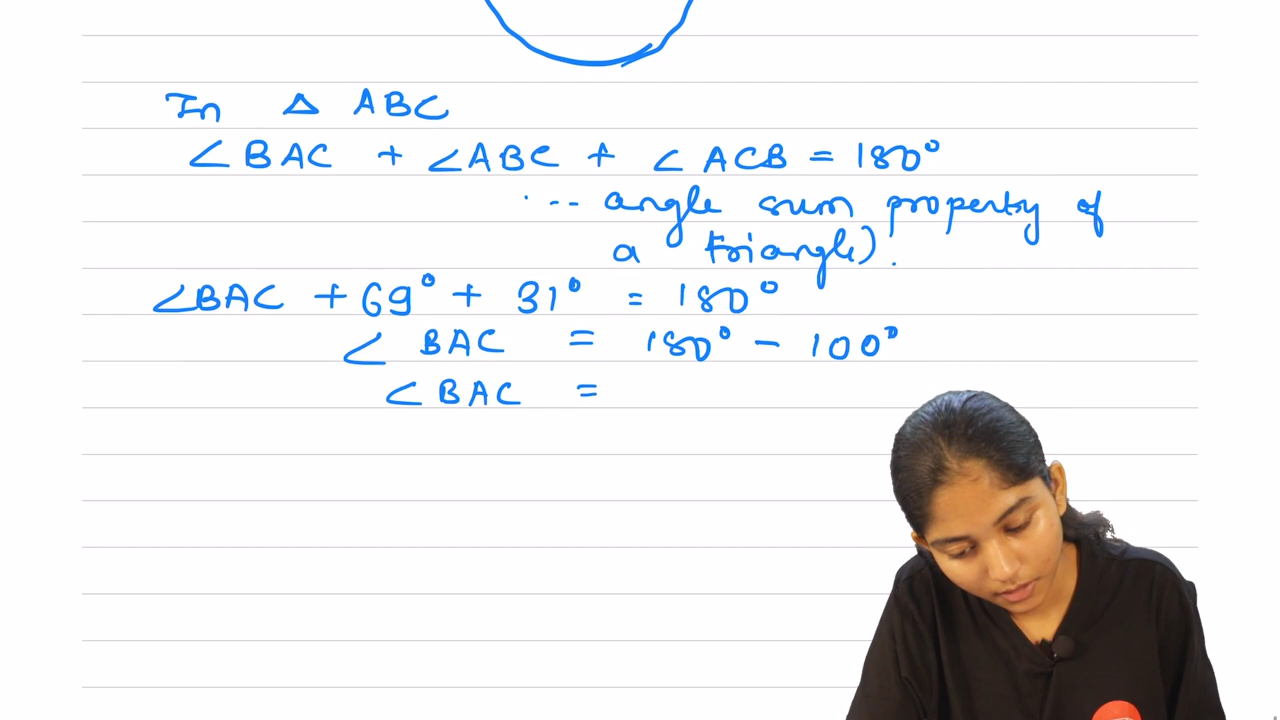 In △ ABC
∠BAC + ∠ABC + ∠ACB = 180°
... angle sum property of
a triangle).
∠BAC + 69° + 31° = 180°
∠BAC = 180° - 100°
∠BAC =